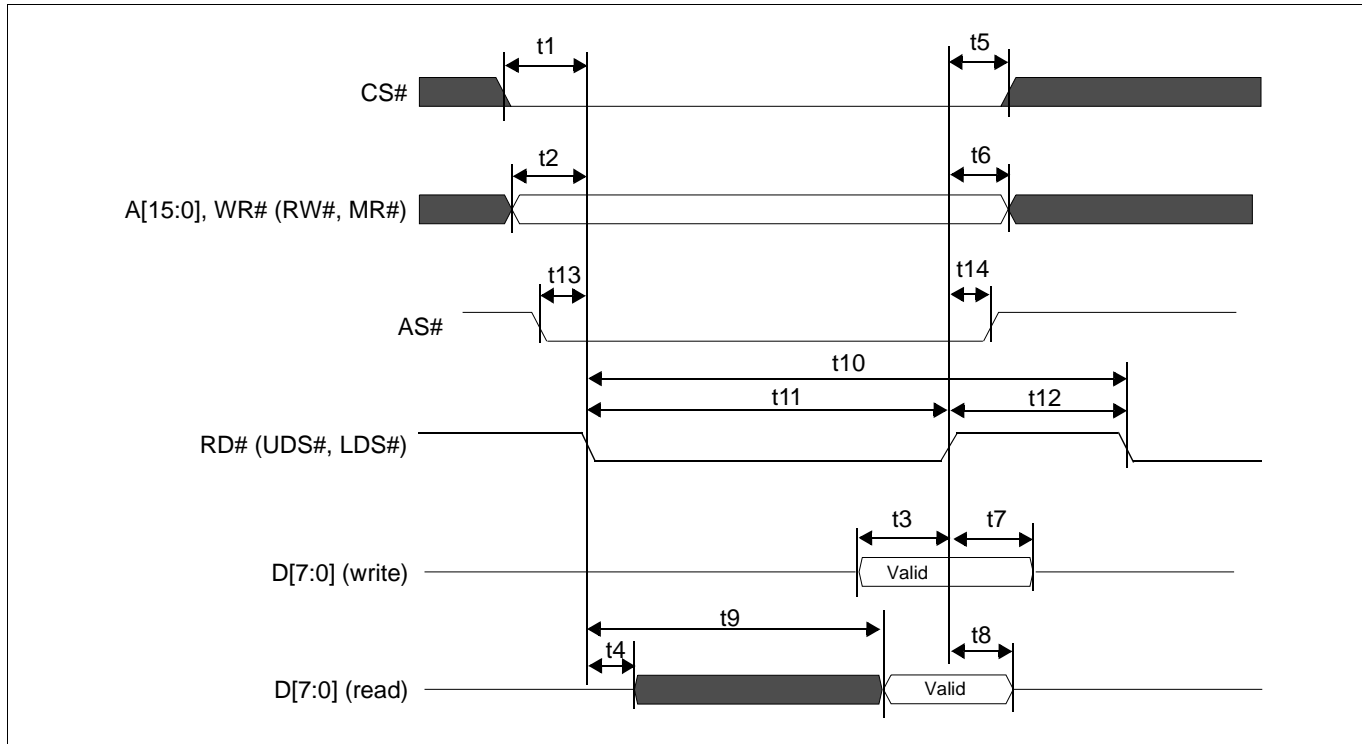 t1
t5
CS#
t2
t6
A[15:0], WR# (RW#, MR#)
t13
t14
AS#
t10
t11
t12
RD# (UDS#, LDS#)
t3
t7
D[7:0] (write)
Valid
t9
t4
t8
D[7:0] (read)
Valid